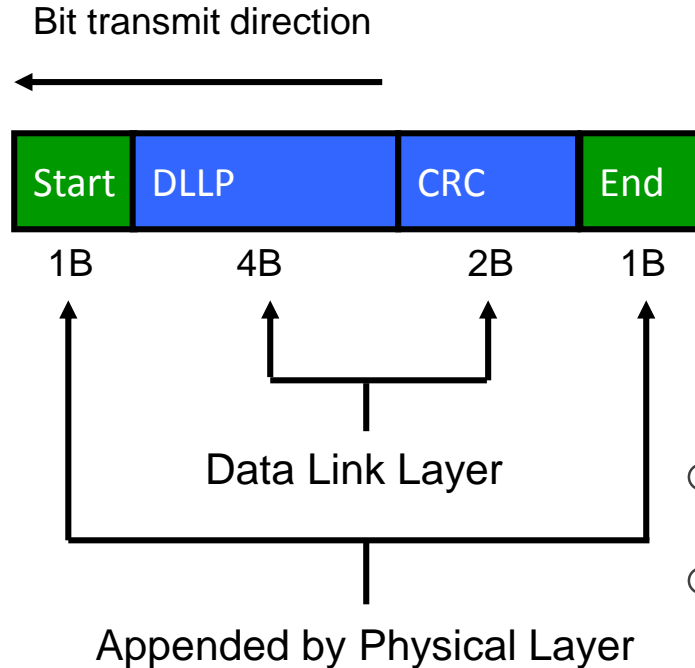 Bit transmit direction
Start DLLP CRC End
1B 4B 2B 1B
Data Link Layer
Appended by Physical Layer